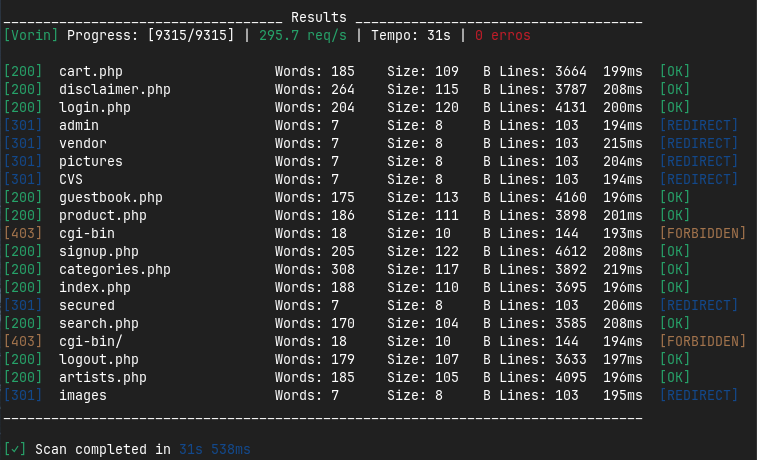 ___________________________________ Results ____________________________________
[Vorin] Progress: [9315/9315] | 295.7 req/s | Tempo: 31s | 0 erros
[200]  cart.php                   Words: 185    Size: 109   B Lines: 3664  199ms  [OK]
[200]  disclaimer.php             Words: 264    Size: 115   B Lines: 3787  208ms  [OK]
[200]  login.php                  Words: 204    Size: 120   B Lines: 4131  200ms  [OK]
[301]  admin                      Words: 7      Size: 8     B Lines: 103   194ms  [REDIRECT]
[301]  vendor                     Words: 7      Size: 8     B Lines: 103   215ms  [REDIRECT]
[301]  pictures                   Words: 7      Size: 8     B Lines: 103   204ms  [REDIRECT]
[301]  CVS                        Words: 7      Size: 8     B Lines: 103   194ms  [REDIRECT]
[200]  guestbook.php              Words: 175    Size: 113   B Lines: 4160  196ms  [OK]
[200]  product.php                Words: 186    Size: 111   B Lines: 3898  201ms  [OK]
[403]  cgi-bin                    Words: 18     Size: 10    B Lines: 144   193ms  [FORBIDDEN]
[200]  signup.php                 Words: 205    Size: 122   B Lines: 4612  208ms  [OK]
[200]  categories.php             Words: 308    Size: 117   B Lines: 3892  219ms  [OK]
[200]  index.php                  Words: 188    Size: 110   B Lines: 3695  196ms  [OK]
[301]  secured                    Words: 7      Size: 8     B Lines: 103   206ms  [REDIRECT]
[200]  search.php                 Words: 170    Size: 104   B Lines: 3585  208ms  [OK]
[403]  cgi-bin/                   Words: 18     Size: 10    B Lines: 144   194ms  [FORBIDDEN]
[200]  logout.php                 Words: 179    Size: 107   B Lines: 3633  197ms  [OK]
[200]  artists.php                Words: 185    Size: 105   B Lines: 4095  196ms  [OK]
[301]  images                     Words: 7      Size: 8     B Lines: 103   195ms  [REDIRECT]
________________________________________________________________________________
[✓] Scan completed in 31s 538ms